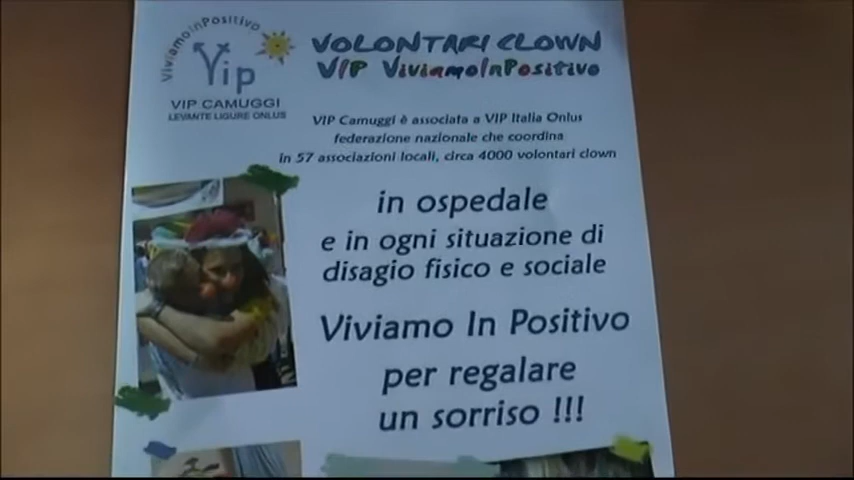 ViviamoInPositivo
Vip
VIP CAMUGGI
LEVANTE LIGURE ONLUS
VOLONTARI CLOWN
VIP ViviamoInPositivo
VIP Camuggi è associata a VIP Italia Onlus
federazione nazionale che coordina
in 57 associazioni locali, circa 4000 volontari clown
in ospedale
e in ogni situazione di
disagio fisico e sociale
Viviamo In Positivo
per regalare
un sorriso !!!